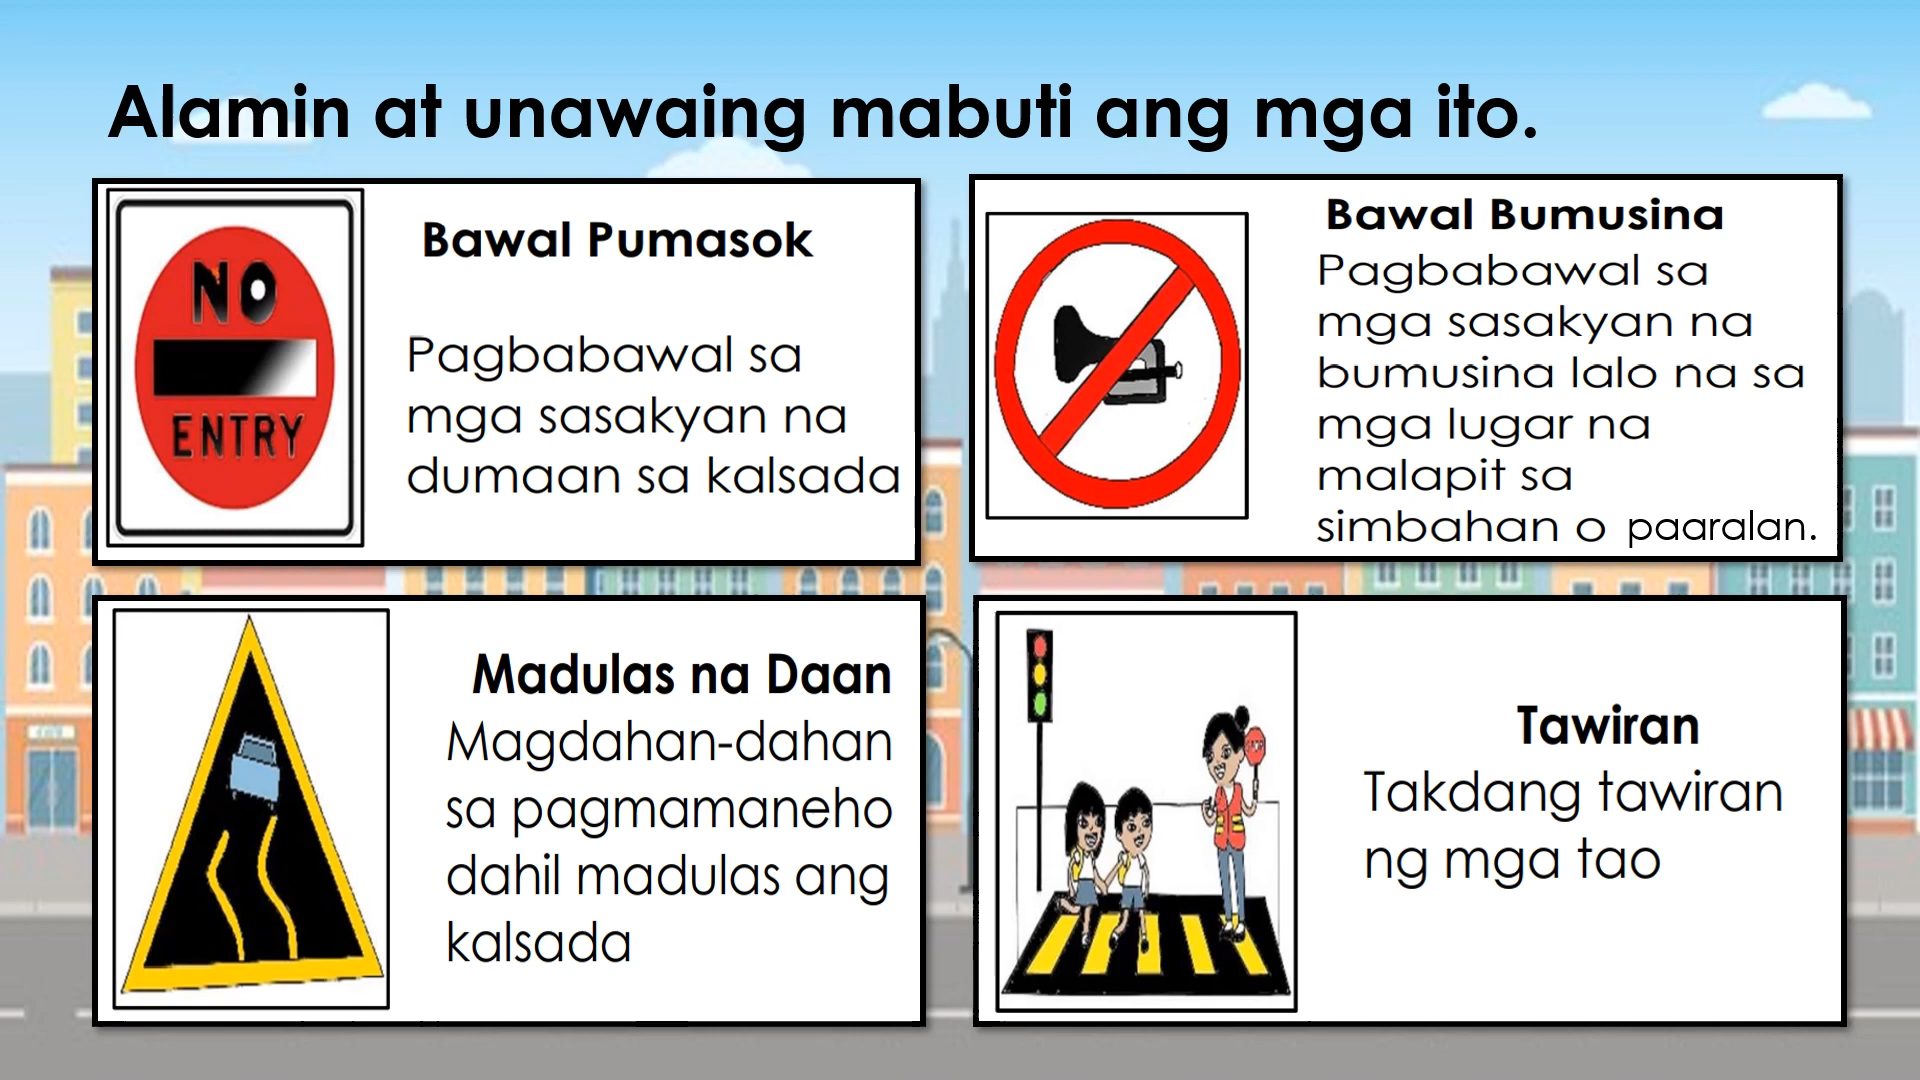 Alamin at unawaing mabuti ang mga ito.
NO
ENTRY
Bawal Pumasok
Pagbabawal sa
mga sasakyan na
dumaan sa kalsada
Bawal Bumusina
Pagbabawal sa
mga sasakyan na
bumusina lalo na sa
mga lugar na
malapit sa
simbahan o paaralan.
Madulas na Daan
Magdahan-dahan
sa pagmamaneho
dahil madulas ang
kalsada
Tawiran
Takdang tawiran
ng mga tao